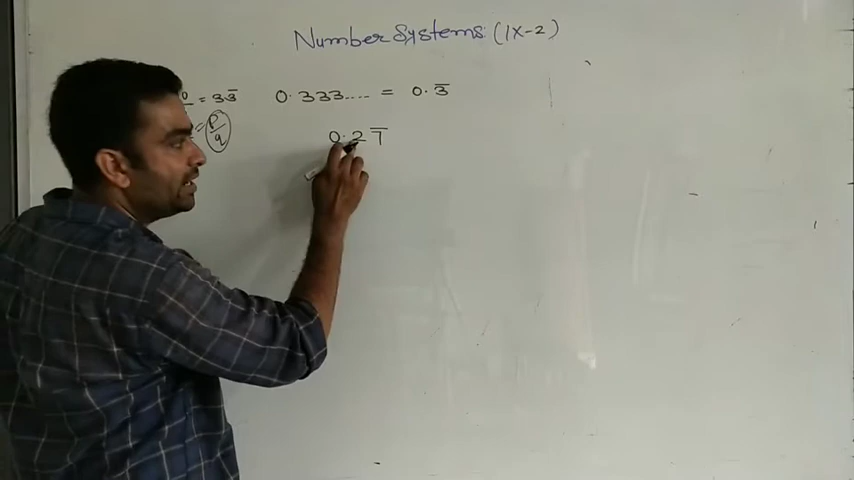 Number Systems (IX-2)
= 3.3̅ 0.333.... = 0.3̅
= p/q
0.27̅